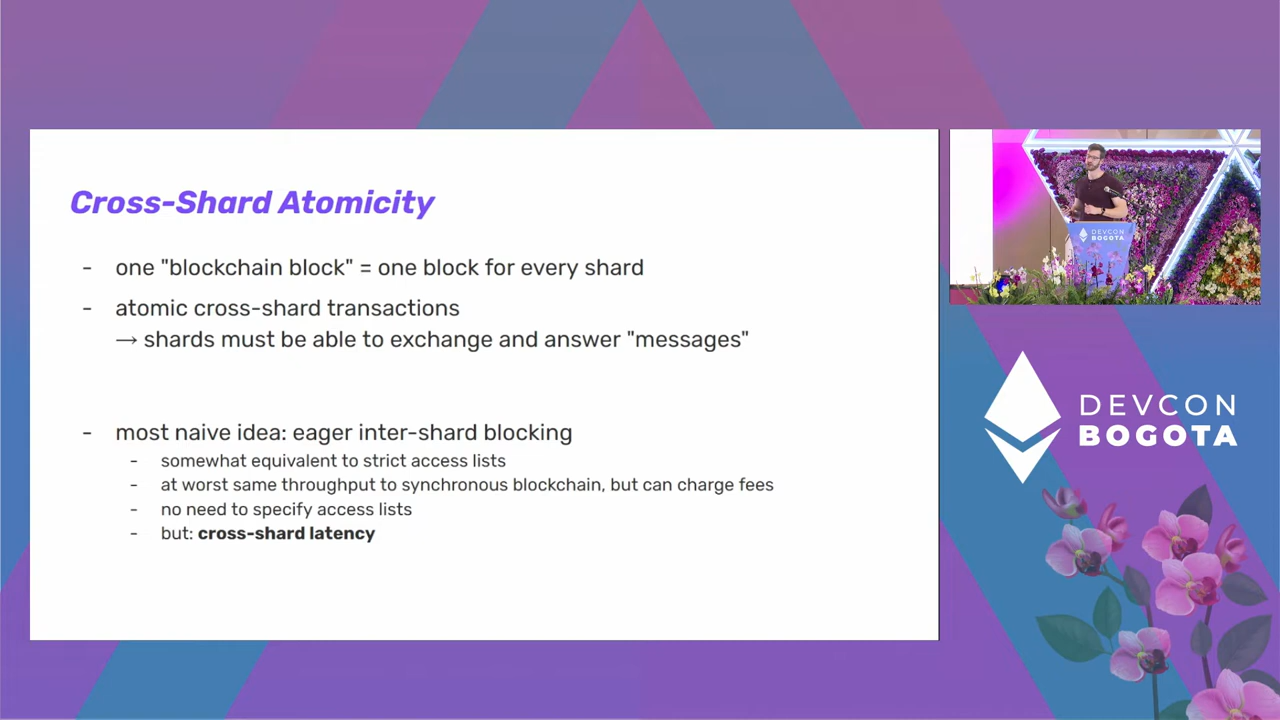 Cross-Shard Atomicity
- one "blockchain block" = one block for every shard
- atomic cross-shard transactions
→ shards must be able to exchange and answer "messages"
- most naive idea: eager inter-shard blocking
- somewhat equivalent to strict access lists
- at worst same throughput to synchronous blockchain, but can charge fees
- no need to specify access lists
- but: cross-shard latency
DEVCON
BOGOTA
DEVCON
BOGOTA